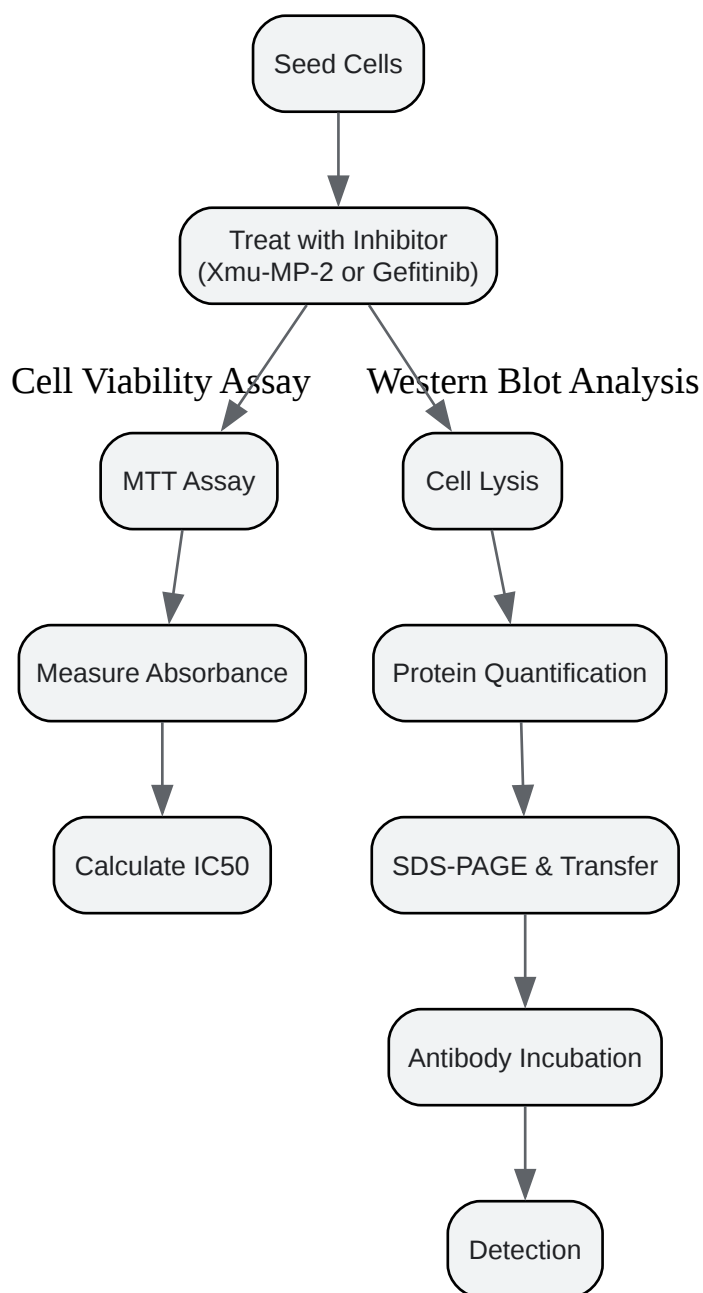 Seed Cells
Treat with Inhibitor
(Xmu-MP-2 or Gefitinib)
Cell Viability Assay
Western Blot Analysis
MTT Assay
Cell Lysis
Measure Absorbance
Protein Quantification
Calculate IC50
SDS-PAGE & Transfer
Antibody Incubation
Detection